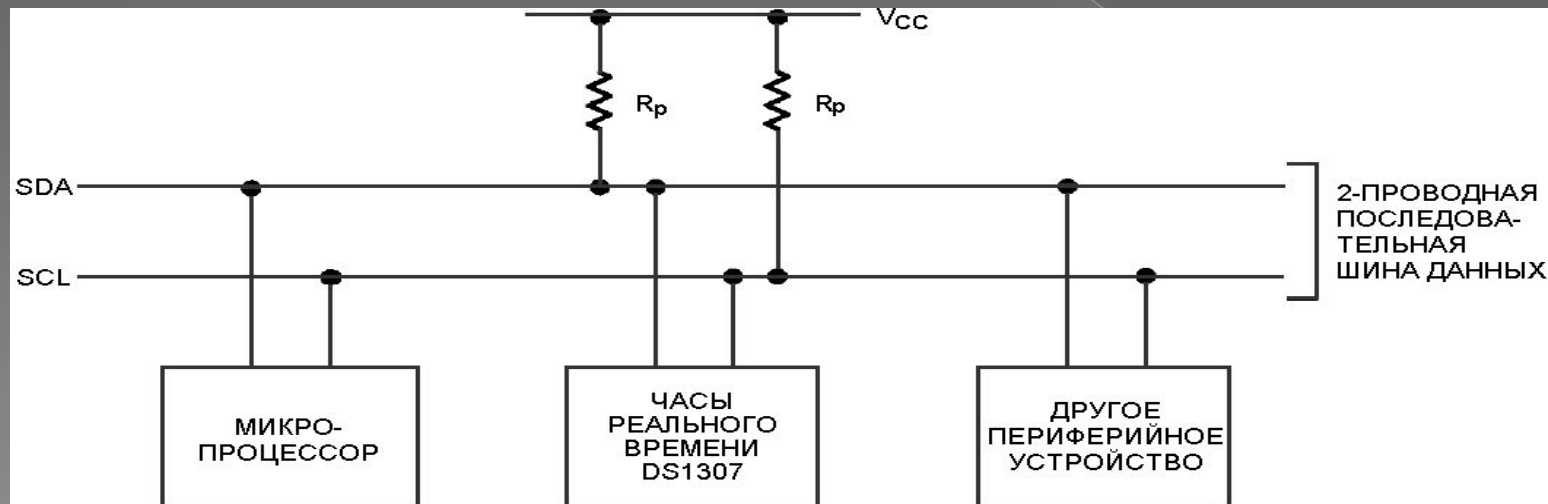 VCC
Rp
Rp
SDA
SCL
2-ПРОВОДНАЯ
ПОСЛЕДОВА-
ТЕЛЬНАЯ
ШИНА ДАННЫХ
МИКРО-
ПРОЦЕССОР
ЧАСЫ
РЕАЛЬНОГО
ВРЕМЕНИ
DS1307
ДРУГОЕ
ПЕРИФЕРИЙНОЕ
УСТРОЙСТВО